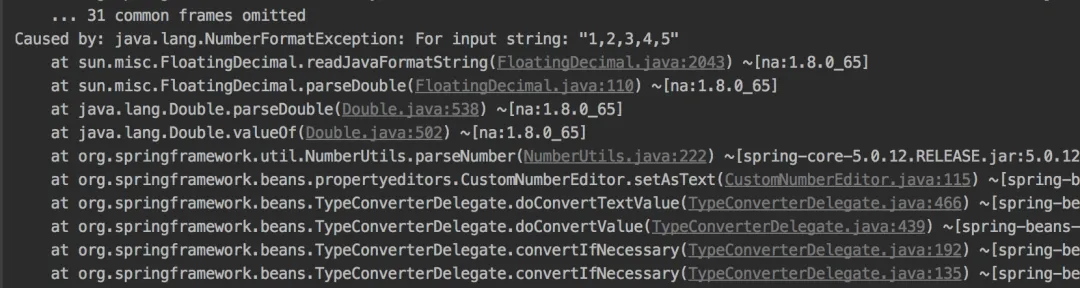 ... 31 common frames omitted
Caused by: java.lang.NumberFormatException: For input string: "1,2,3,4,5"
at sun.misc.FloatingDecimal.readJavaFormatString(FloatingDecimal.java:2043) ~[na:1.8.0_65]
at sun.misc.FloatingDecimal.parseDouble(FloatingDecimal.java:110) ~[na:1.8.0_65]
at java.lang.Double.parseDouble(Double.java:538) ~[na:1.8.0_65]
at java.lang.Double.valueOf(Double.java:502) ~[na:1.8.0_65]
at org.springframework.util.NumberUtils.parseNumber(NumberUtils.java:222) ~[spring-core-5.0.12.RELEASE.jar:5.0.12
at org.springframework.beans.propertyeditors.CustomNumberEditor.setAsText(CustomNumberEditor.java:115) ~[spring-b
at org.springframework.beans.TypeConverterDelegate.doConvertTextValue(TypeConverterDelegate.java:466) ~[spring-be
at org.springframework.beans.TypeConverterDelegate.doConvertValue(TypeConverterDelegate.java:439) ~[spring-beans-
at org.springframework.beans.TypeConverterDelegate.convertIfNecessary(TypeConverterDelegate.java:192) ~[spring-be
at org.springframework.beans.TypeConverterDelegate.convertIfNecessary(TypeConverterDelegate.java:135) ~[spring-be